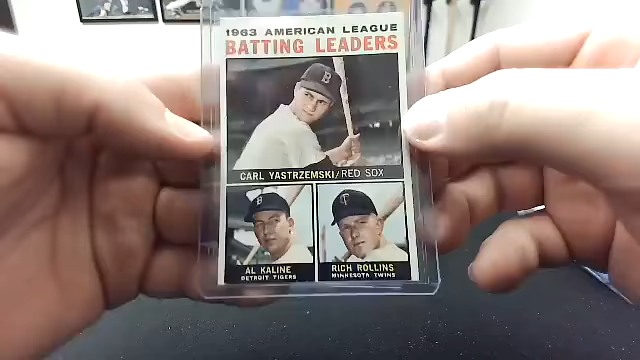 1963 AMERICAN LEAGUE
BATTING LEADERS
B
CARL YASTRZEMSKI/RED SOX
AL KALINE
DETROIT TIGERS
RICH ROLLINS
MINNESOTA TWINS